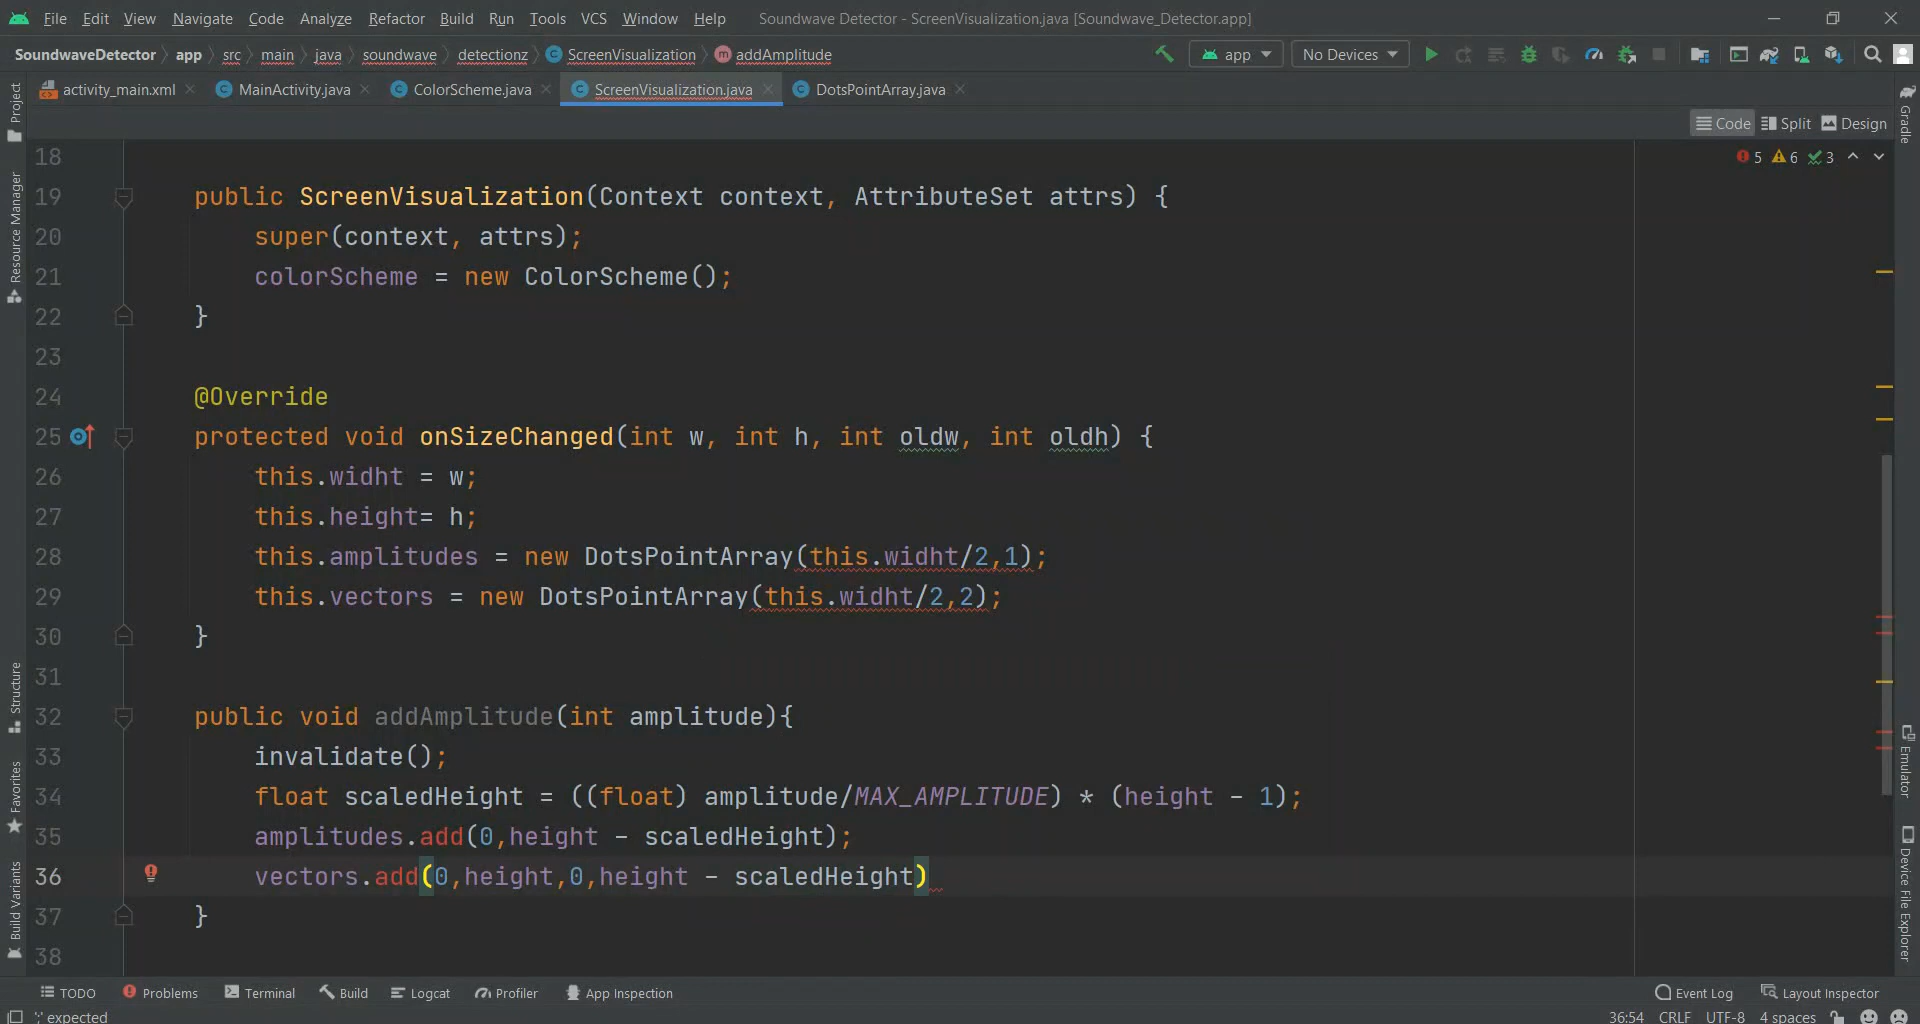 File Edit View Navigate Code Analyze Refactor Build Run Tools VCS Window Help Soundwave Detector - ScreenVisualization.java [Soundwave_Detector.app]
SoundwaveDetector app src main java soundwave detectionz ScreenVisualization addAmplitude app No Devices
activity_main.xml MainActivity.java ColorScheme.java ScreenVisualization.java DotsPointArray.java
Code Split Design
5 6 3
18
19 public ScreenVisualization(Context context, AttributeSet attrs) {
20 super(context, attrs);
21 colorScheme = new ColorScheme();
22 }
23
24 @Override
25 protected void onSizeChanged(int w, int h, int oldw, int oldh) {
26 this.widht = w;
27 this.height= h;
28 this.amplitudes = new DotsPointArray(this.widht/2,1);
29 this.vectors = new DotsPointArray(this.widht/2,2);
30 }
31
32 public void addAmplitude(int amplitude){
33 invalidate();
34 float scaledHeight = ((float) amplitude/MAX_AMPLITUDE) * (height - 1);
35 amplitudes.add(0,height - scaledHeight);
36 vectors.add(0,height,0,height - scaledHeight)
37 }
38
Project
Resource Manager
Structure
Favorites
Build Variants
Gradle
Emulator
Device File Explorer
TODO Problems Terminal Build Logcat Profiler App Inspection Event Log Layout Inspector
';' expected 36:54 CRLF UTF-8 4 spaces